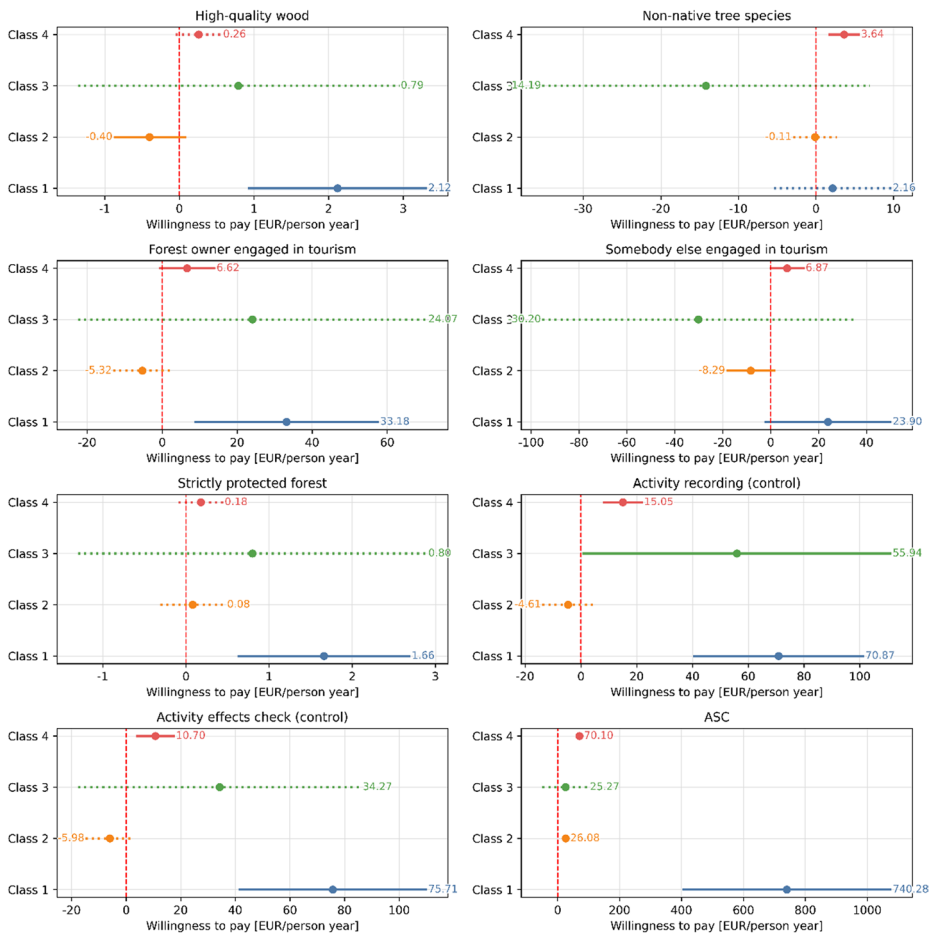 High-quality wood
Class 4
0.26
Class 3
0.79
-0.40
Class 2
Class 1
2.12
-1 0 1 2 3
Willingness to pay [EUR/person year]
Non-native tree species
Class 4
3.64
Class 3
-14.19
Class 2
-0.11
Class 1
2.16
-30 -20 -10 0 10
Willingness to pay [EUR/person year]
Forest owner engaged in tourism
Class 4
6.62
Class 3
24.07
Class 2
-5.32
Class 1
33.18
-20 0 20 40 60
Willingness to pay [EUR/person year]
Somebody else engaged in tourism
Class 4
6.87
Class 3
-30.20
Class 2
-8.29
Class 1
23.90
-100 -80 -60 -40 -20 0 20 40
Willingness to pay [EUR/person year]
Strictly protected forest
Class 4
0.18
Class 3
0.80
Class 2
0.08
Class 1
1.66
-1 0 1 2 3
Willingness to pay [EUR/person year]
Activity recording (control)
Class 4
15.05
Class 3
55.94
Class 2
-4.61
Class 1
70.87
-20 0 20 40 60 80 100
Willingness to pay [EUR/person year]
Activity effects check (control)
Class 4
10.70
Class 3
34.27
Class 2
-5.98
Class 1
75.71
-20 0 20 40 60 80 100
Willingness to pay [EUR/person year]
ASC
Class 4
70.10
Class 3
25.27
Class 2
26.08
Class 1
740.28
0 200 400 600 800 1000
Willingness to pay [EUR/person year]